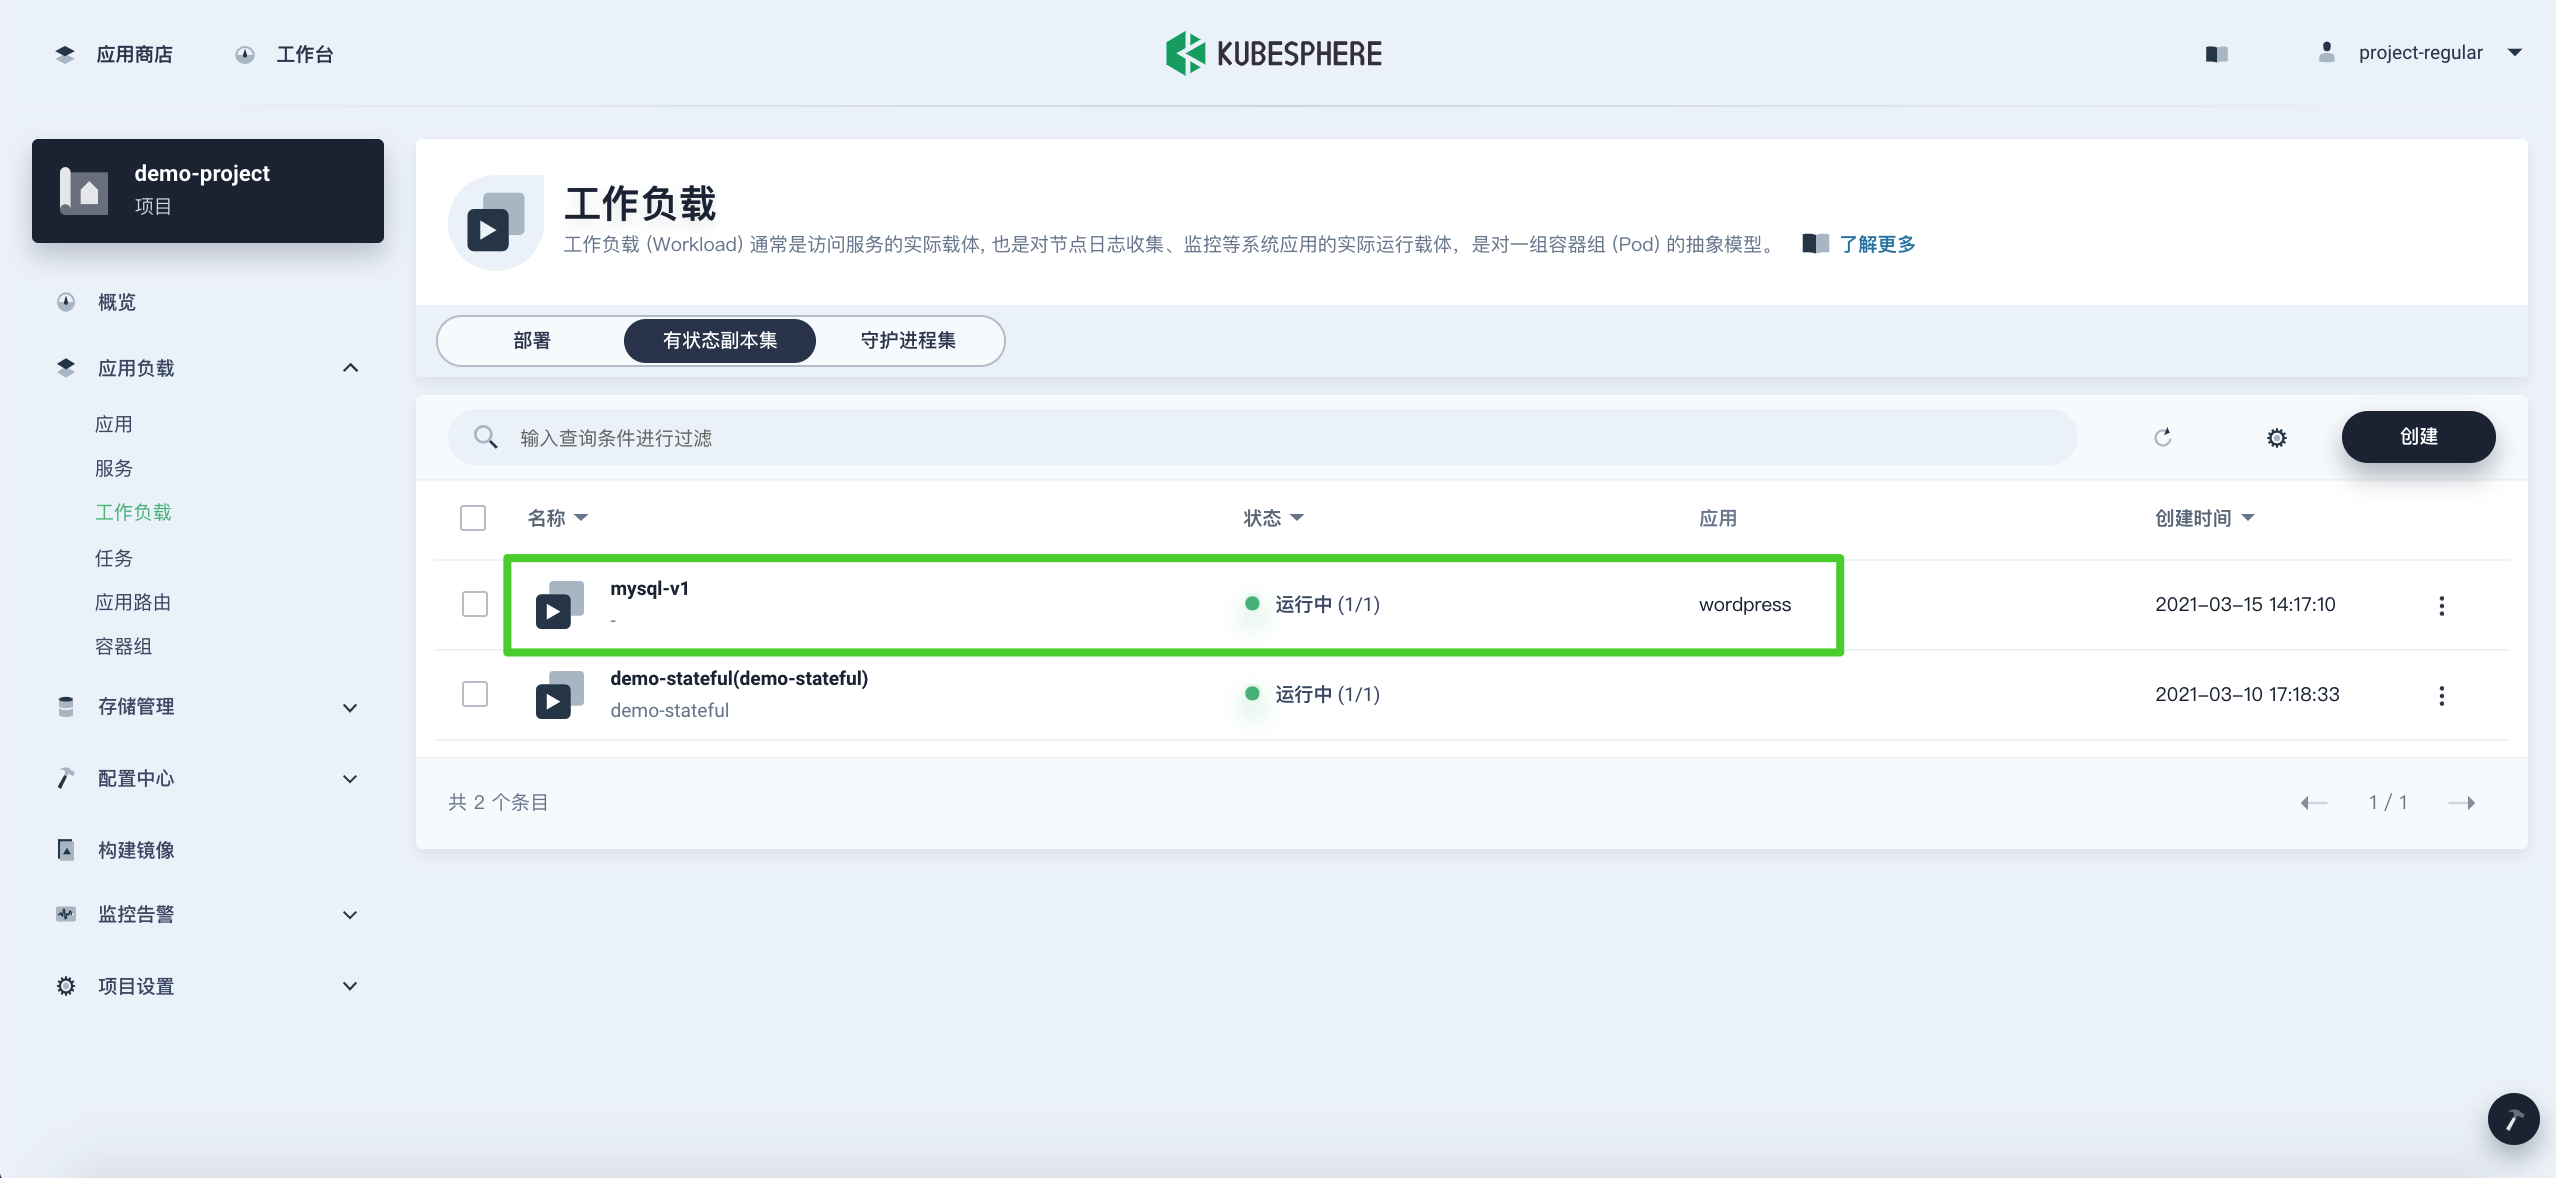 应用商店
工作台
KUBESPHERE
project-regular
demo-project
项目
概览
应用负载
应用
服务
工作负载
任务
应用路由
容器组
存储管理
配置中心
构建镜像
监控告警
项目设置
工作负载
工作负载 (Workload) 通常是访问服务的实际载体, 也是对节点日志收集、监控等系统应用的实际运行载体，是对一组容器组 (Pod) 的抽象模型。 了解更多
部署 有状态副本集 守护进程集
输入查询条件进行过滤
创建
名称 状态 应用 创建时间
mysql-v1
-
运行中 (1/1)
wordpress
2021-03-15 14:17:10
demo-stateful(demo-stateful)
demo-stateful
运行中 (1/1)
2021-03-10 17:18:33
共 2 个条目
1 / 1